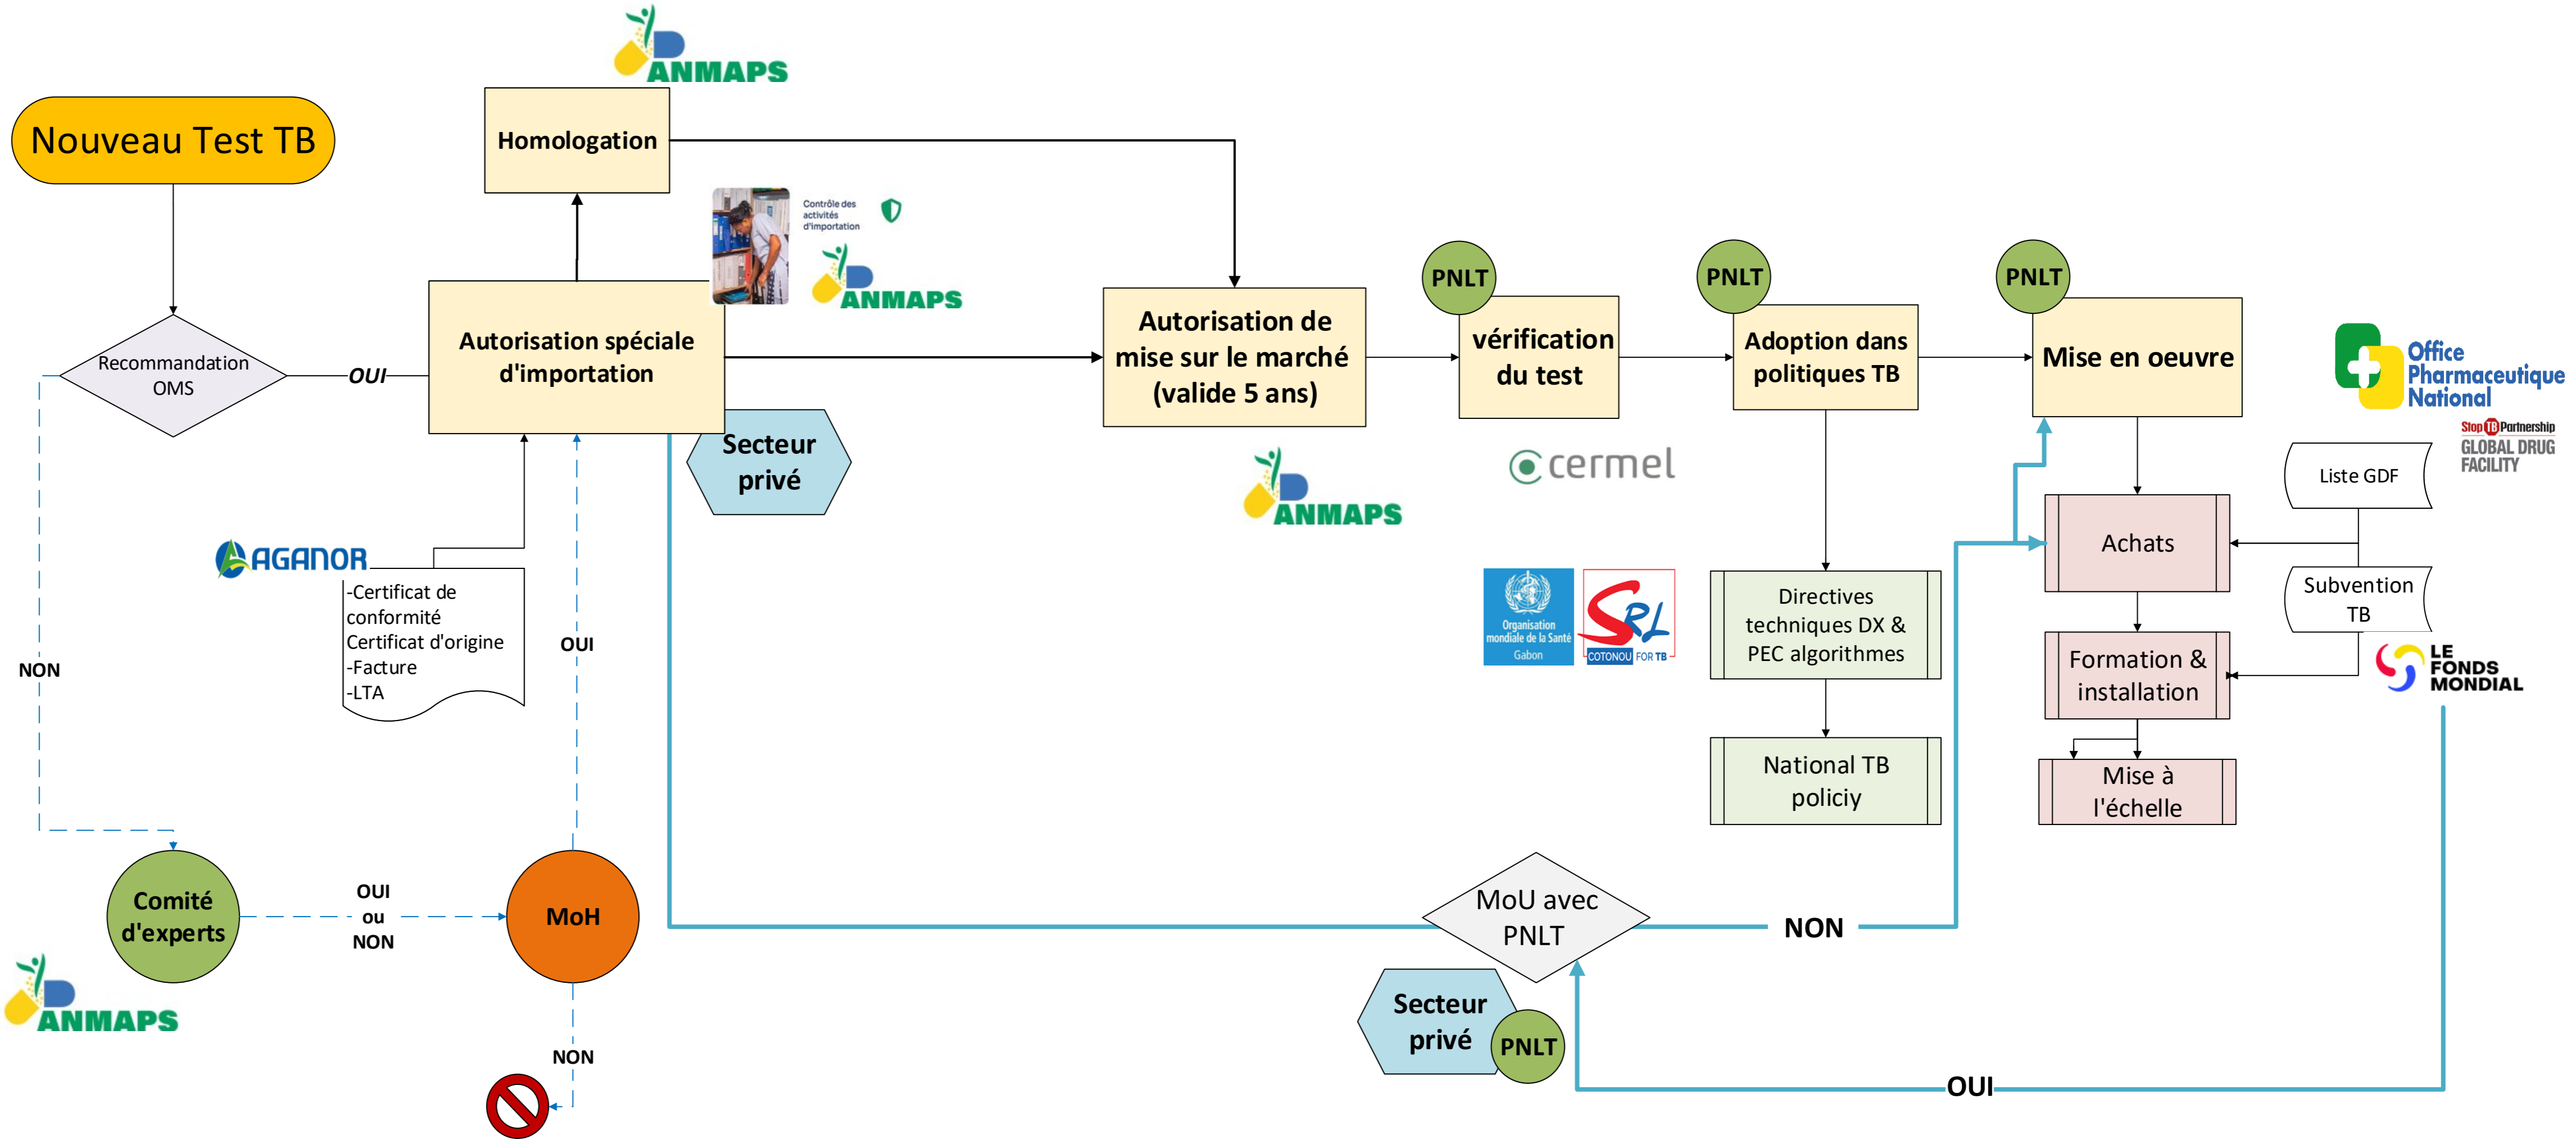 ANMAPS
Nouveau Test TB
Homologation
Contrôle des
activités
d'importation
ANMAPS
Recommandation
OMS
OUI
Autorisation spéciale
d'importation
Autorisation de
mise sur le marché
(valide 5 ans)
PNLT
vérification
du test
PNLT
Adoption dans
politiques TB
PNLT
Mise en oeuvre
Office
Pharmaceutique
National
Stop TB Partnership
GLOBAL DRUG
FACILITY
Secteur
privé
ANMAPS
cermel
Liste GDF
Achats
AGANOR
-Certificat de
conformité
Certificat d'origine
-Facture
-LTA
OUI
NON
Organisation
mondiale de la Santé
Gabon
SRL
COTONOU FOR TB
Directives
techniques DX &
PEC algorithmes
Subvention
TB
Formation &
installation
LE
FONDS
MONDIAL
National TB
policiy
Mise à
l'échelle
Comité
d'experts
OUI
ou
NON
MoH
ANMAPS
NON
MoU avec
PNLT
NON
Secteur
privé
PNLT
OUI